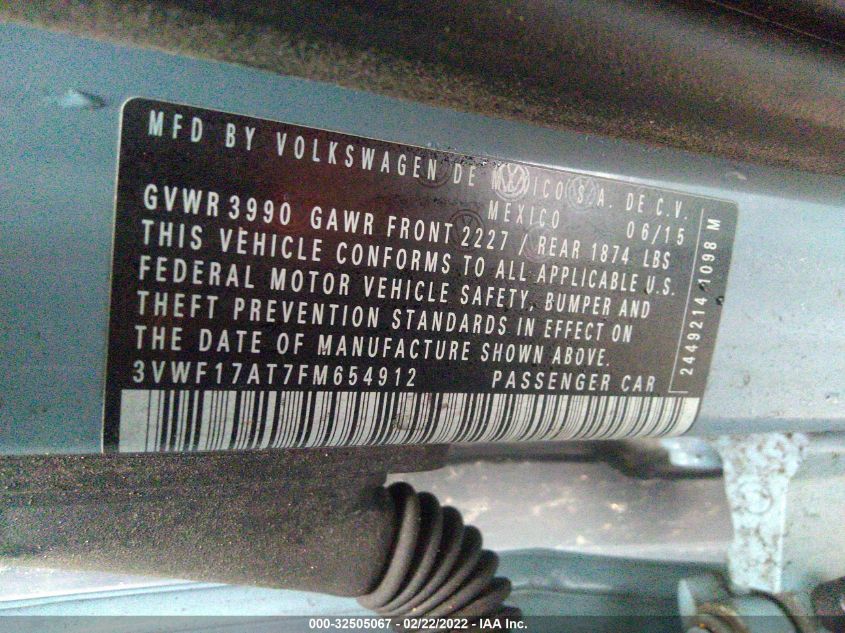 MFD BY VOLKSWAGEN DE MEXICO S.A. DE C.V.
MEXICO 06/15
GVWR 3990 GAWR FRONT 2227 / REAR 1874 LBS
THIS VEHICLE CONFORMS TO ALL APPLICABLE U.S.
FEDERAL MOTOR VEHICLE SAFETY, BUMPER AND
THEFT PREVENTION STANDARDS IN EFFECT ON
THE DATE OF MANUFACTURE SHOWN ABOVE.
3VWF17AT7FM654912 PASSENGER CAR
2449214 1098 M
000-32505067 - 02/22/2022 - IAA Inc.